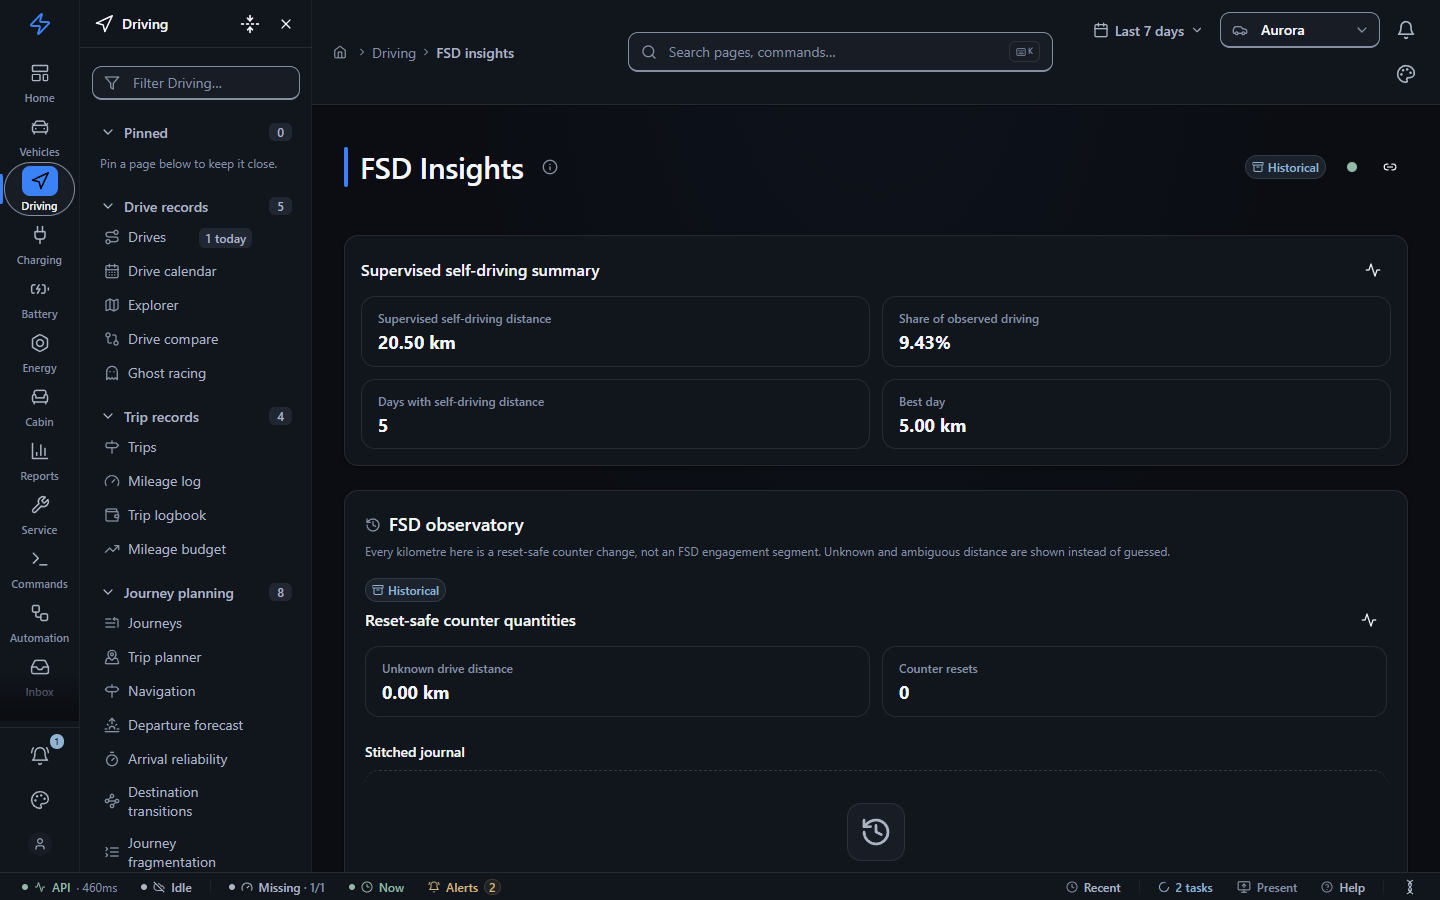 Driving
Home
Vehicles
Driving
Charging
Battery
Energy
Cabin
Reports
Service
Commands
Automation
Inbox
1
Filter Driving...
Pinned 0
Pin a page below to keep it close.
Drive records 5
Drives 1 today
Drive calendar
Explorer
Drive compare
Ghost racing
Trip records 4
Trips
Mileage log
Trip logbook
Mileage budget
Journey planning 8
Journeys
Trip planner
Navigation
Departure forecast
Arrival reliability
Destination
transitions
Journey
fragmentation
Driving FSD insights
Search pages, commands... K
Last 7 days
Aurora
FSD Insights
Historical
Supervised self-driving summary
Supervised self-driving distance
20.50 km
Share of observed driving
9.43%
Days with self-driving distance
5
Best day
5.00 km
FSD observatory
Every kilometre here is a reset-safe counter change, not an FSD engagement segment. Unknown and ambiguous distance are shown instead of guessed.
Historical
Reset-safe counter quantities
Unknown drive distance
0.00 km
Counter resets
0
Stitched journal
API · 460ms Idle Missing · 1/1 Now Alerts 2 Recent 2 tasks Present Help